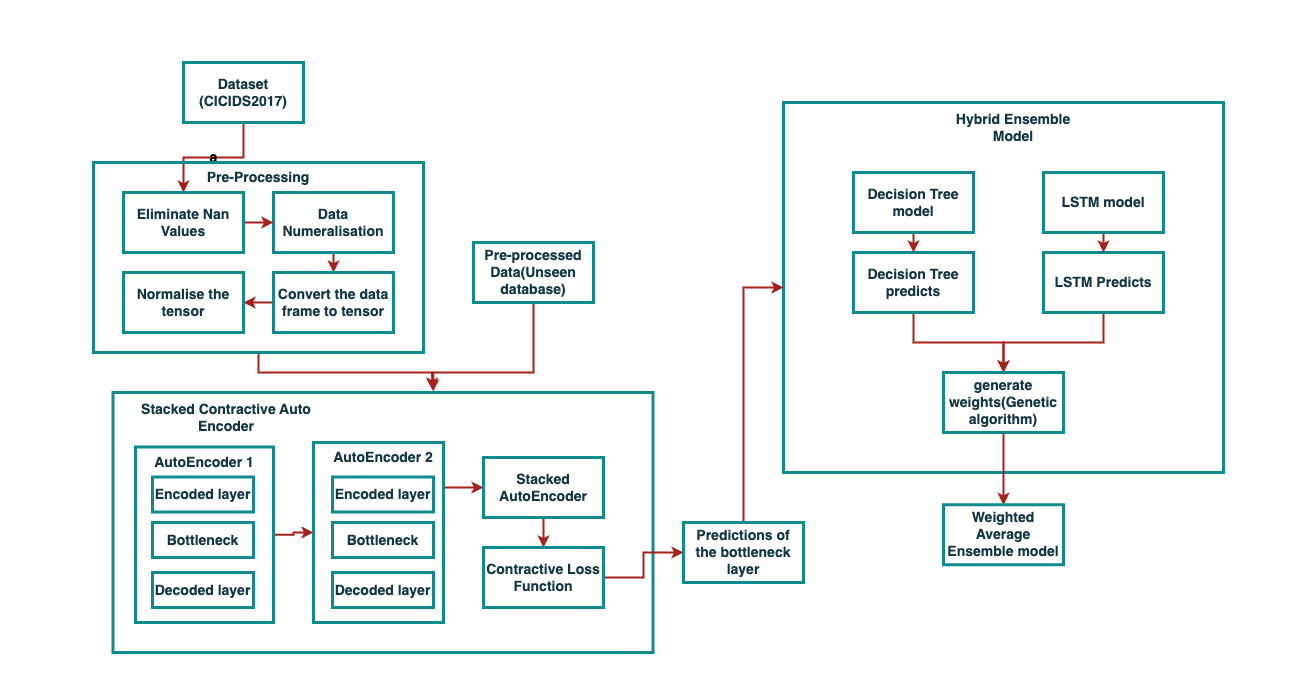 Dataset
(CICIDS2017)
a
Pre-Processing
Eliminate Nan
Values
Data
Numeralisation
Normalise the
tensor
Convert the data
frame to tensor
Pre-processed
Data(Unseen
database)
Stacked Contractive Auto
Encoder
AutoEncoder 1
Encoded layer
Bottleneck
Decoded layer
AutoEncoder 2
Encoded layer
Bottleneck
Decoded layer
Stacked
AutoEncoder
Contractive Loss
Function
Predictions of
the bottleneck
layer
Hybrid Ensemble
Model
Decision Tree
model
LSTM model
Decision Tree
predicts
LSTM Predicts
generate
weights(Genetic
algorithm)
Weighted
Average
Ensemble model